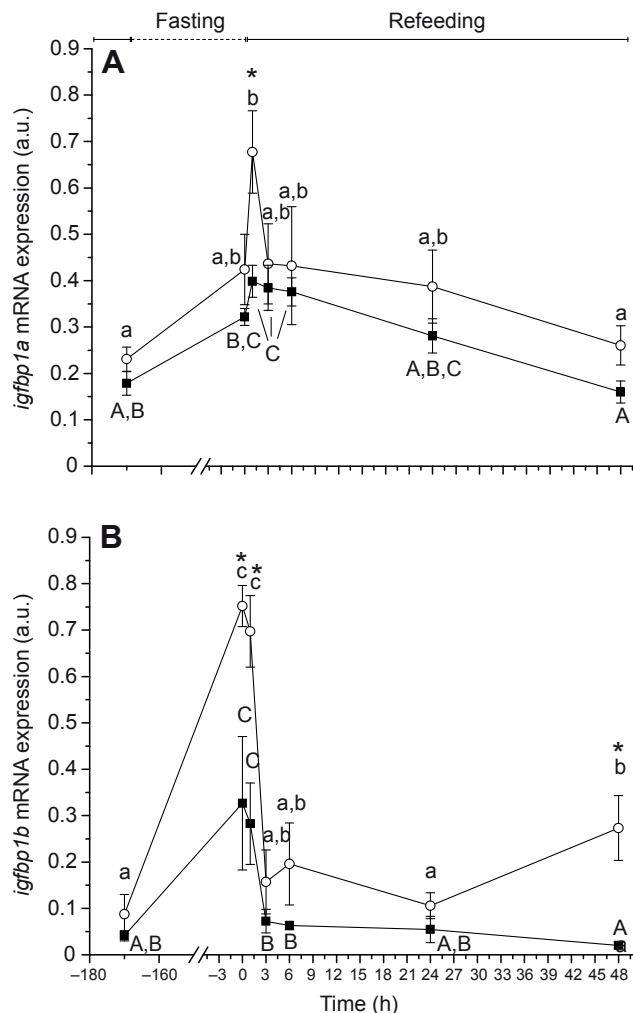 Fasting Refeeding
A
igfbp1a mRNA expression (a.u.)
0.9
0.8
0.7
0.6
0.5
0.4
0.3
0.2
0.1
0
*
b
a,b
a,b
a,b
a,b
a
a
A,B
B,C
C
A,B,C
A
B
igfbp1b mRNA expression (a.u.)
0.9
0.8
0.7
0.6
0.5
0.4
0.3
0.2
0.1
0
*
c
*
c
C
C
*
b
a,b
a,b
a
a
A,B
B
B
A,B
A
a
–180 –160 –3 0 3 6 9 12 15 18 21 24 27 30 33 36 39 42 45 48
Time (h)